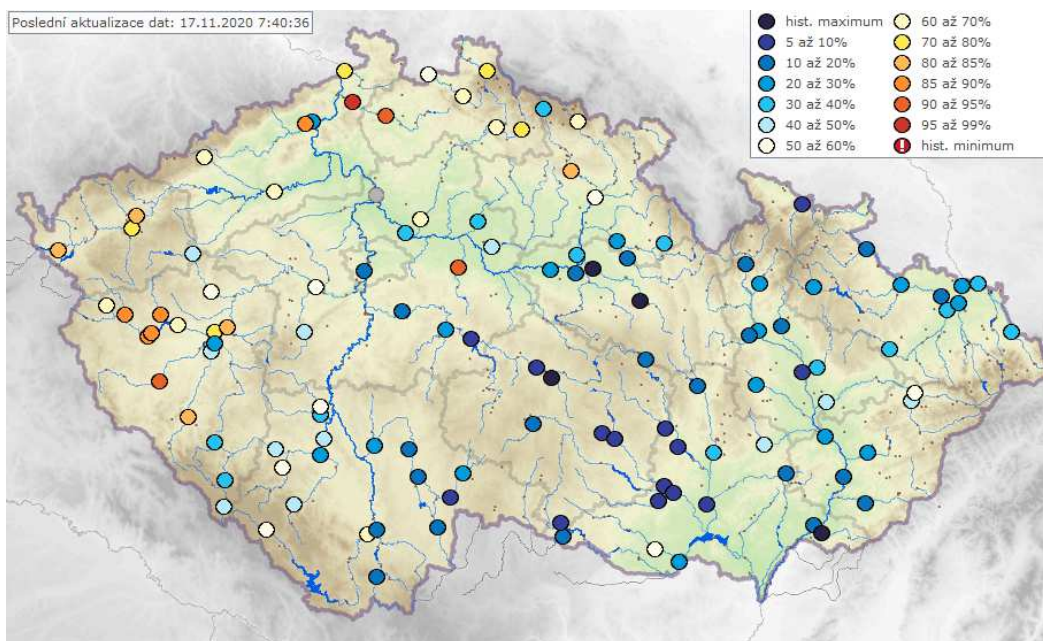 Poslední aktualizace dat: 17.11.2020 7:40:36
hist. maximum
5 až 10%
10 až 20%
20 až 30%
30 až 40%
40 až 50%
50 až 60%
60 až 70%
70 až 80%
80 až 85%
85 až 90%
90 až 95%
95 až 99%
! hist. minimum